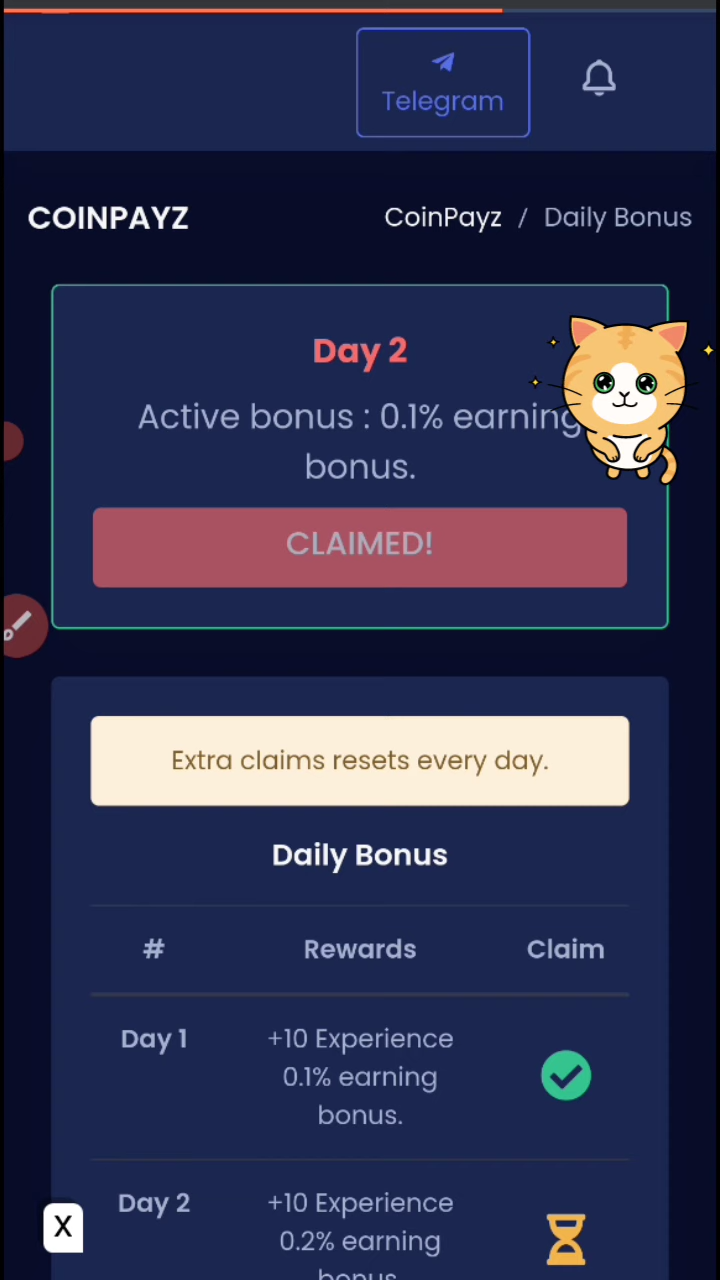 Telegram
COINPAYZ
CoinPayz / Daily Bonus
Day 2
Active bonus : 0.1% earning
bonus.
CLAIMED!
Extra claims resets every day.
Daily Bonus
# Rewards Claim
Day 1 +10 Experience
0.1% earning
bonus.
Day 2 +10 Experience
0.2% earning
bonus.
X